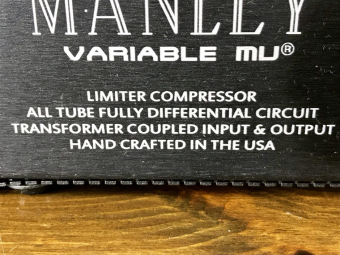 MANLEY
VARIABLE MU®
LIMITER COMPRESSOR
ALL TUBE FULLY DIFFERENTIAL CIRCUIT
TRANSFORMER COUPLED INPUT & OUTPUT
HAND CRAFTED IN THE USA